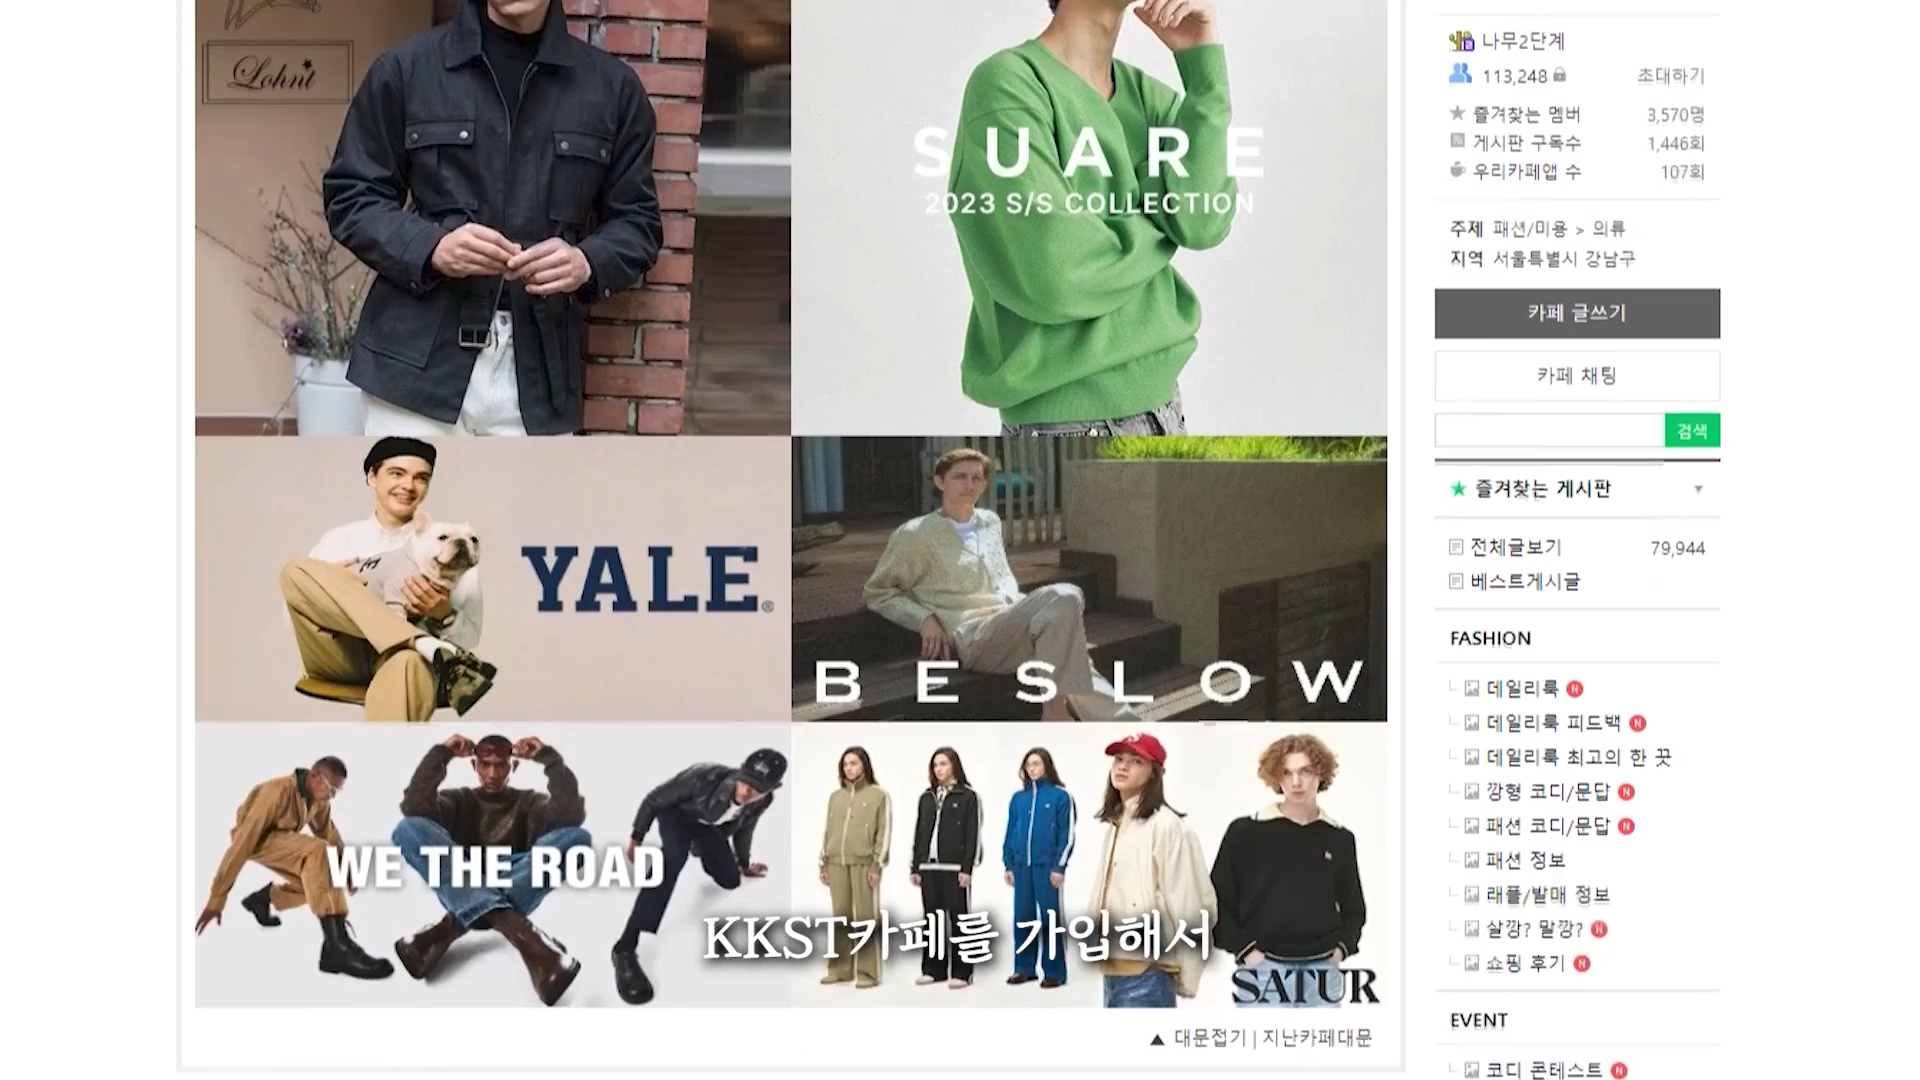 Lohnt
SUARE
2023 S/S COLLECTION
YALE®
BESLOW
WE THE ROAD
SATUR
KKST카페를 가입해서
▲ 대문접기 | 지난카페대문
나무2단계
113,248 초대하기
즐겨찾는 멤버 3,570명
게시판 구독수 1,446회
우리카페앱 수 107회
주제 패션/미용 > 의류
지역 서울특별시 강남구
카페 글쓰기
카페 채팅
검색
즐겨찾는 게시판 ▼
전체글보기 79,944
베스트게시글
FASHION
데일리룩 N
데일리룩 피드백 N
데일리룩 최고의 한 끗
깡형 코디/문답 N
패션 코디/문답 N
패션 정보
래플/발매 정보
살깡? 말깡? N
쇼핑 후기 N
EVENT
코디 콘테스트 N